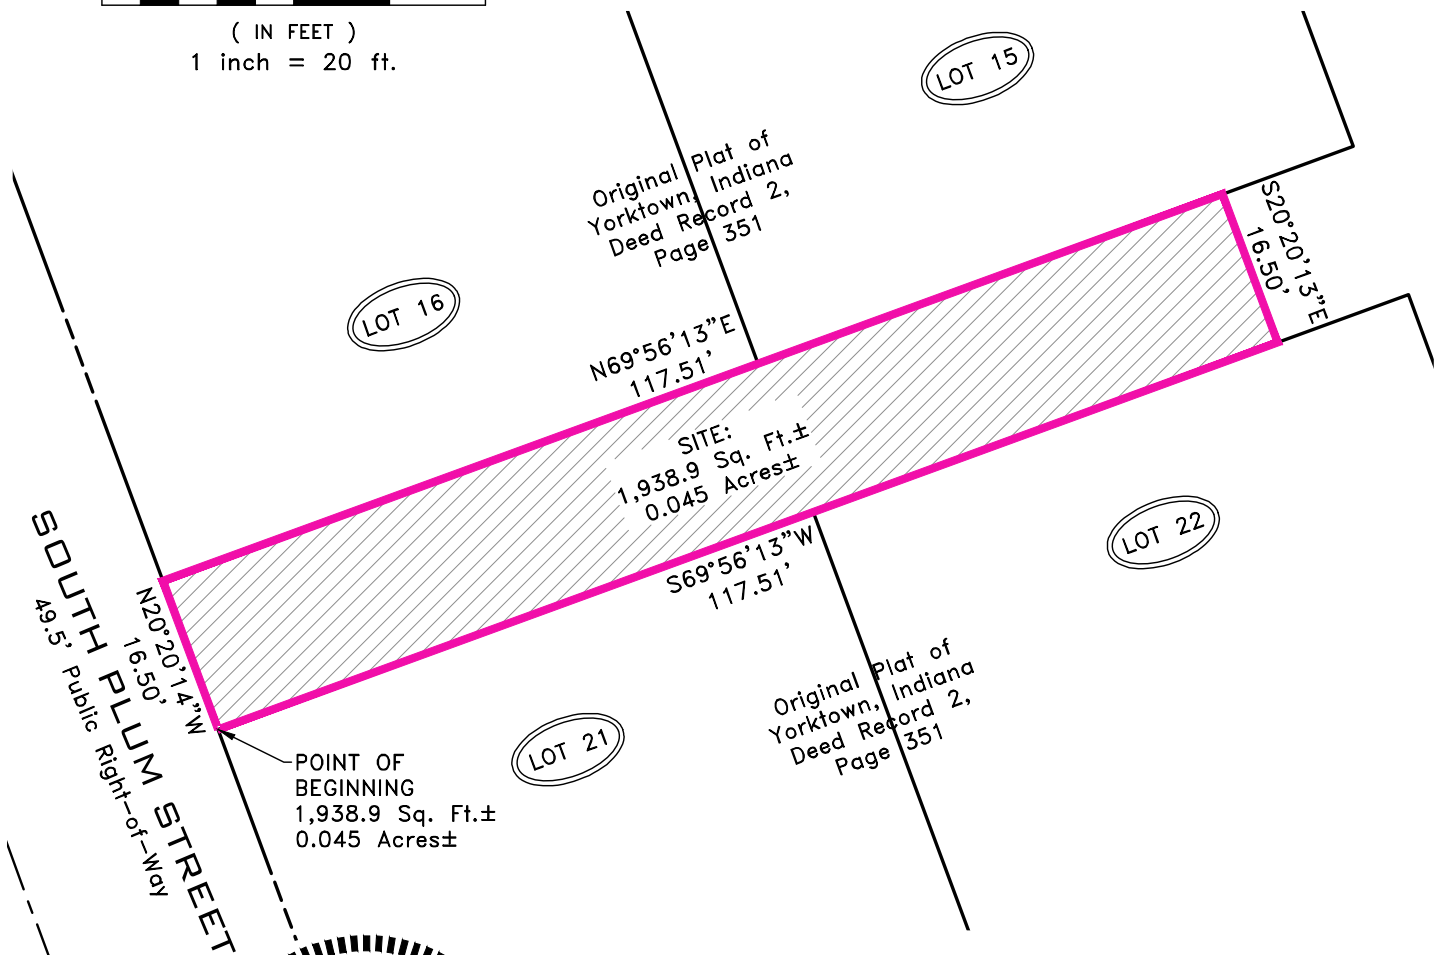 ( IN FEET )
1 inch = 20 ft.
LOT 15
Original Plat of
Yorktown, Indiana
Deed Record 2,
Page 351
LOT 16
S20°20'13"E
16.50'
N69°56'13"E
117.51'
SITE:
1,938.9 Sq. Ft.±
0.045 Acres±
LOT 22
S69°56'13"W
117.51'
N20°20'14"W
16.50'
SOUTH PLUM STREET
49.5' Public Right-of-Way
Original Plat of
Yorktown, Indiana
Deed Record 2,
Page 351
LOT 21
POINT OF
BEGINNING
1,938.9 Sq. Ft.±
0.045 Acres±